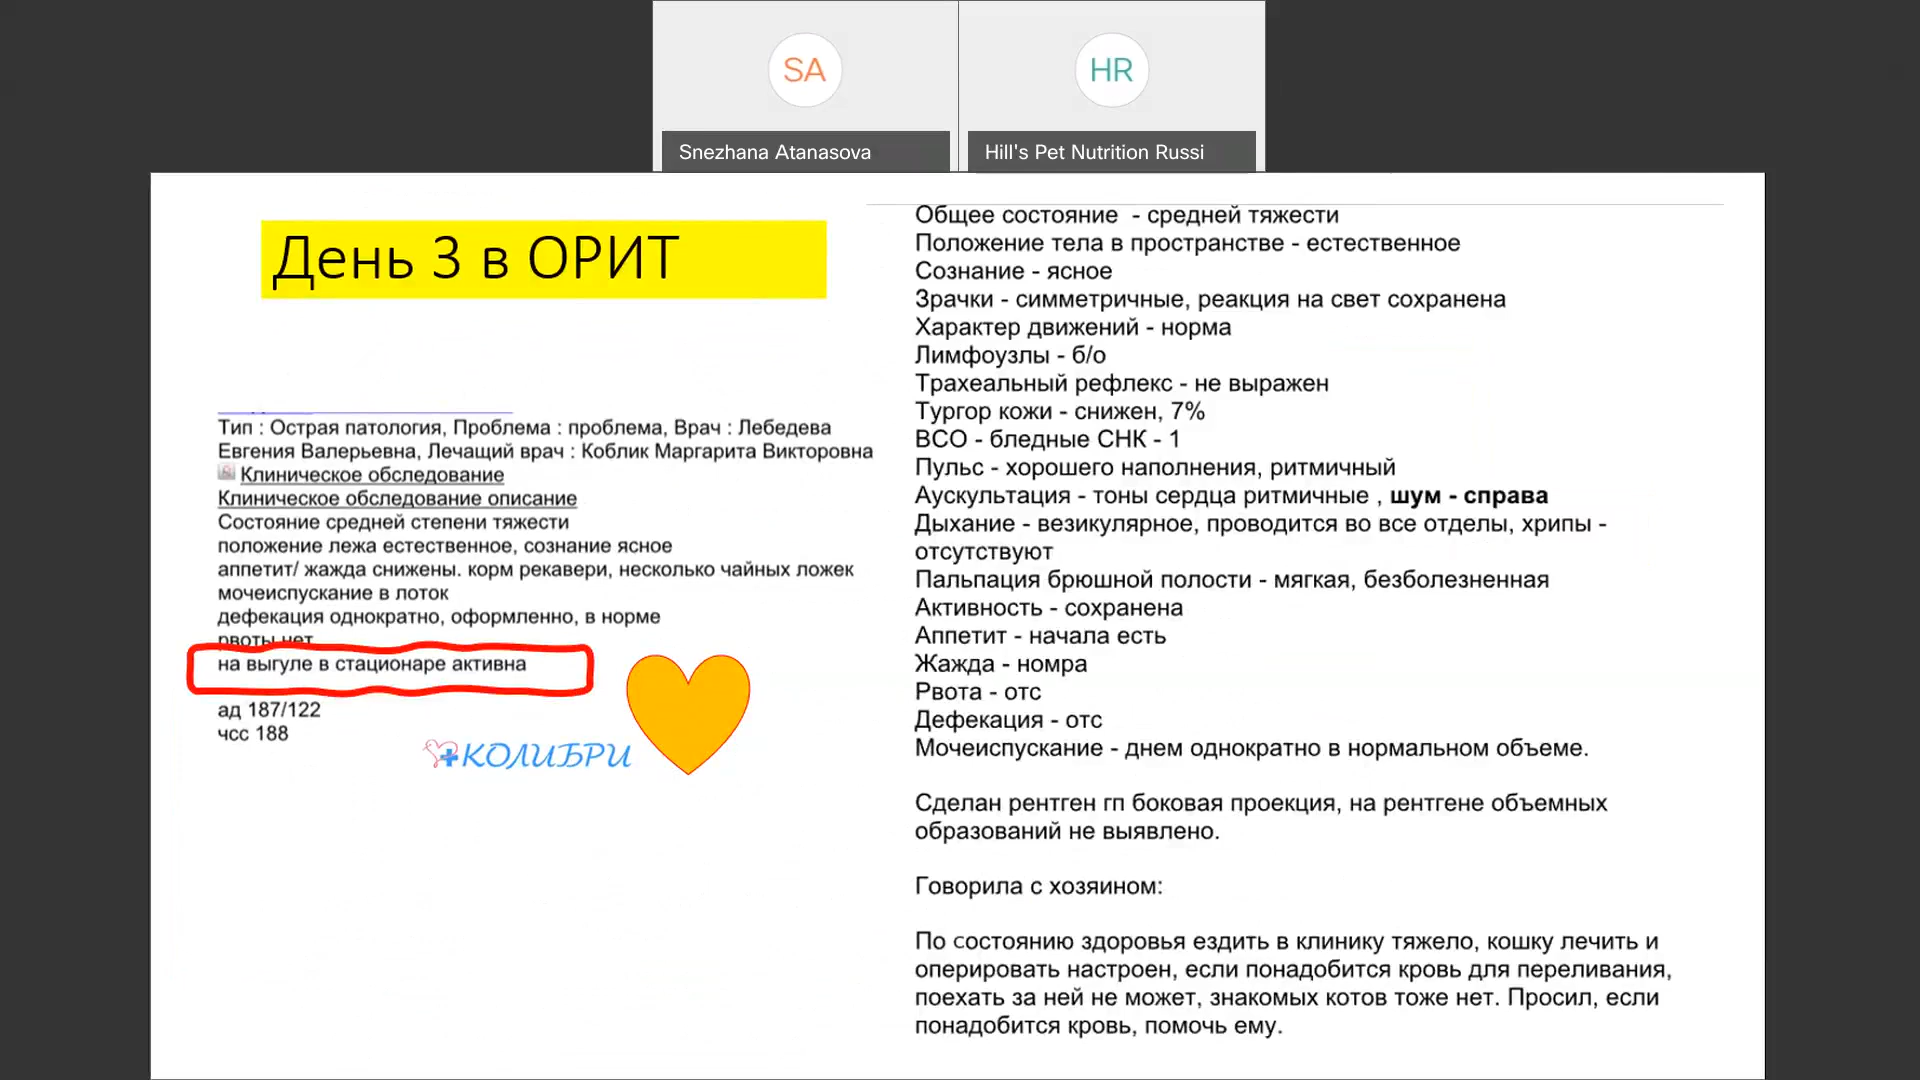 SA
HR
Snezhana Atanasova
Hill's Pet Nutrition Russi
День 3 в ОРИТ
Тип : Острая патология, Проблема : проблема, Врач : Лебедева
Евгения Валерьевна, Лечащий врач : Коблик Маргарита Викторовна
Клиническое обследование
Клиническое обследование описание
Состояние средней степени тяжести
положение лежа естественное, сознание ясное
аппетит/ жажда снижены. корм рекавери, несколько чайных ложек
мочеиспускание в лоток
дефекация однократно, оформленно, в норме
рвоты нет
на выгуле в стационаре активна
ад 187/122
чсс 188
КОЛИБРИ
Общее состояние - средней тяжести
Положение тела в пространстве - естественное
Сознание - ясное
Зрачки - симметричные, реакция на свет сохранена
Характер движений - норма
Лимфоузлы - б/о
Трахеальный рефлекс - не выражен
Тургор кожи - снижен, 7%
ВСО - бледные СНК - 1
Пульс - хорошего наполнения, ритмичный
Аускультация - тоны сердца ритмичные , шум - справа
Дыхание - везикулярное, проводится во все отделы, хрипы -
отсутствуют
Пальпация брюшной полости - мягкая, безболезненная
Активность - сохранена
Аппетит - начала есть
Жажда - номра
Рвота - отс
Дефекация - отс
Мочеиспускание - днем однократно в нормальном объеме.
Сделан рентген гп боковая проекция, на рентгене объемных
образований не выявлено.
Говорила с хозяином:
По состоянию здоровья ездить в клинику тяжело, кошку лечить и
оперировать настроен, если понадобится кровь для переливания,
поехать за ней не может, знакомых котов тоже нет. Просил, если
понадобится кровь, помочь ему.